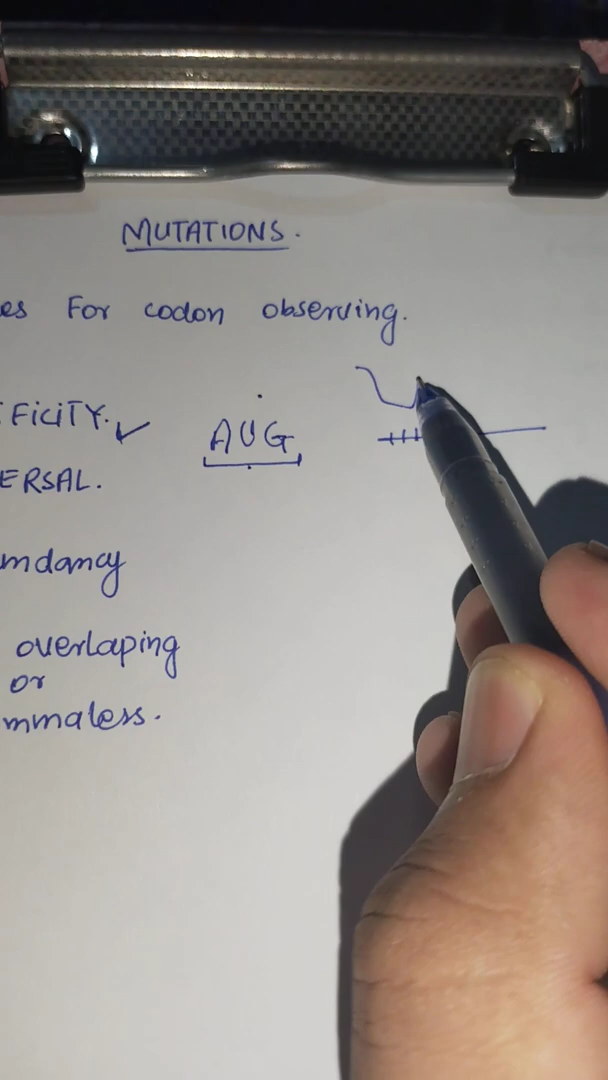 MUTATIONS.
es For codon observing.
FiCiTY.
AUG
ERSAL.
mdancy
overlaping
or
mmaless.